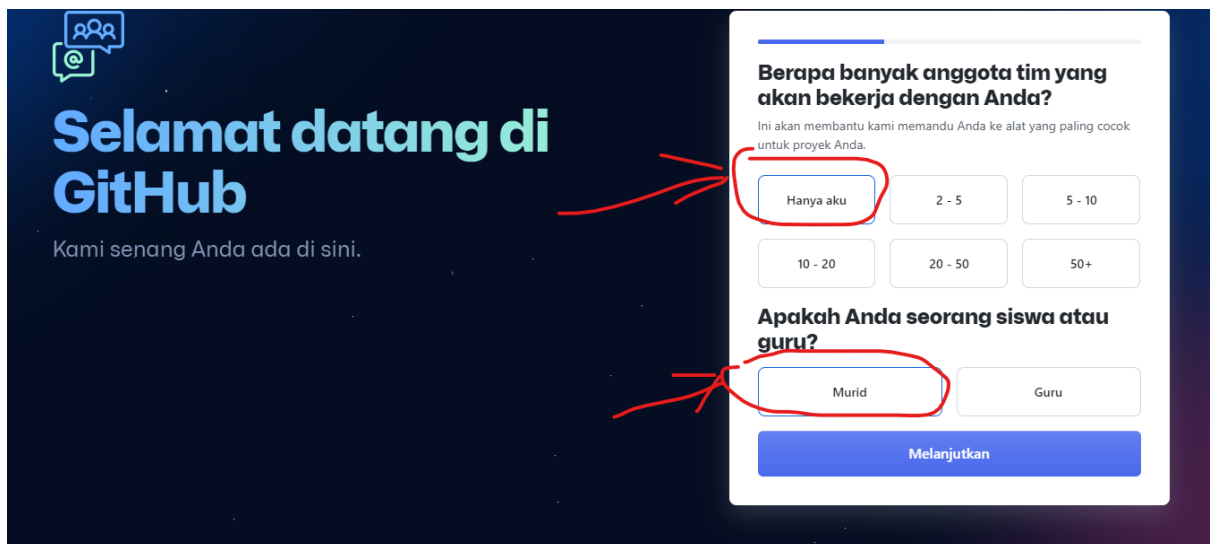 Selamat datang di
GitHub
Kami senang Anda ada di sini.
Berapa banyak anggota tim yang
akan bekerja dengan Anda?
Ini akan membantu kami memandu Anda ke alat yang paling cocok
untuk proyek Anda.
Hanya aku
2 - 5
5 - 10
10 - 20
20 - 50
50+
Apakah Anda seorang siswa atau
guru?
Murid
Guru
Melanjutkan